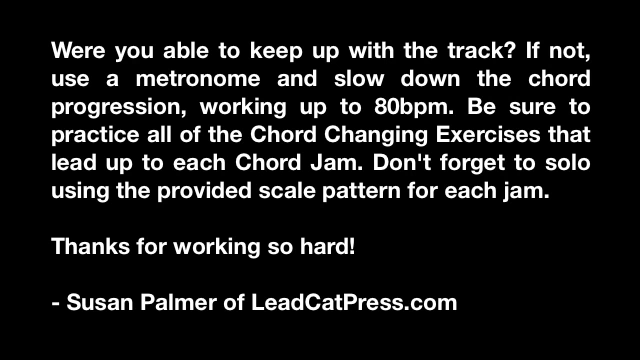 Were you able to keep up with the track? If not,
use a metronome and slow down the chord
progression, working up to 80bpm. Be sure to
practice all of the Chord Changing Exercises that
lead up to each Chord Jam. Don't forget to solo
using the provided scale pattern for each jam.
Thanks for working so hard!
- Susan Palmer of LeadCatPress.com